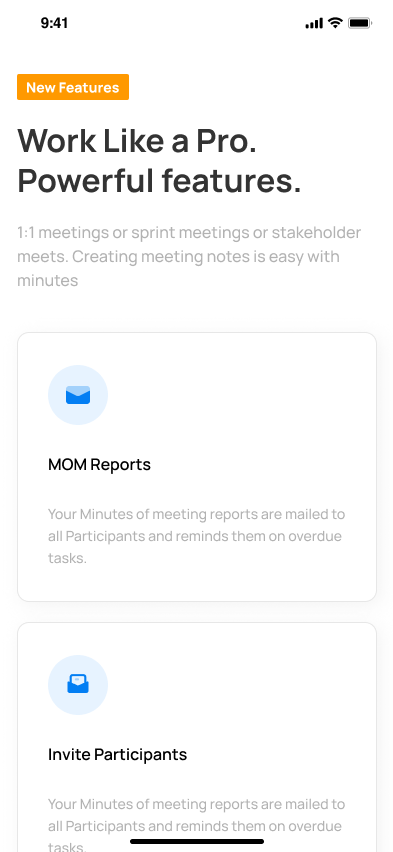 9:41
New Features
Work Like a Pro.
Powerful features.
1:1 meetings or sprint meetings or stakeholder
meets. Creating meeting notes is easy with
minutes
MOM Reports
Your Minutes of meeting reports are mailed to
all Participants and reminds them on overdue
tasks.
Invite Participants
Your Minutes of meeting reports are mailed to
all Participants and reminds them on overdue
tasks.